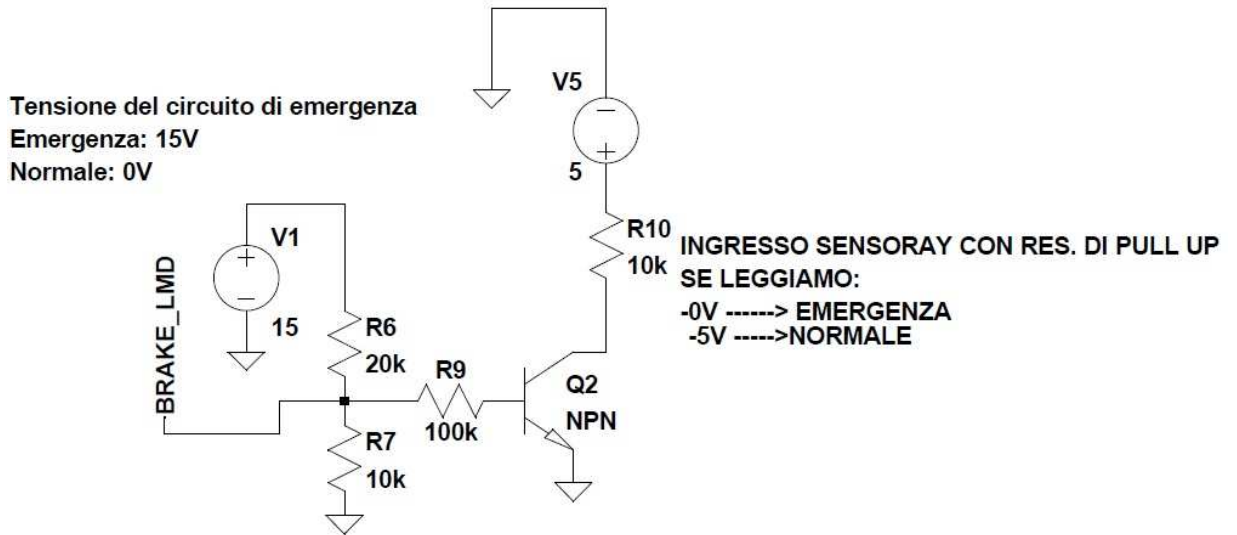 V5
5
Tensione del circuito di emergenza
Emergenza: 15V
Normale: 0V
V1
15
BRAKE_LMD
R6
20k
R7
10k
R9
100k
Q2
NPN
R10
10k
INGRESSO SENSORAY CON RES. DI PULL UP
SE LEGGIAMO:
-0V ------> EMERGENZA
-5V ----->NORMALE